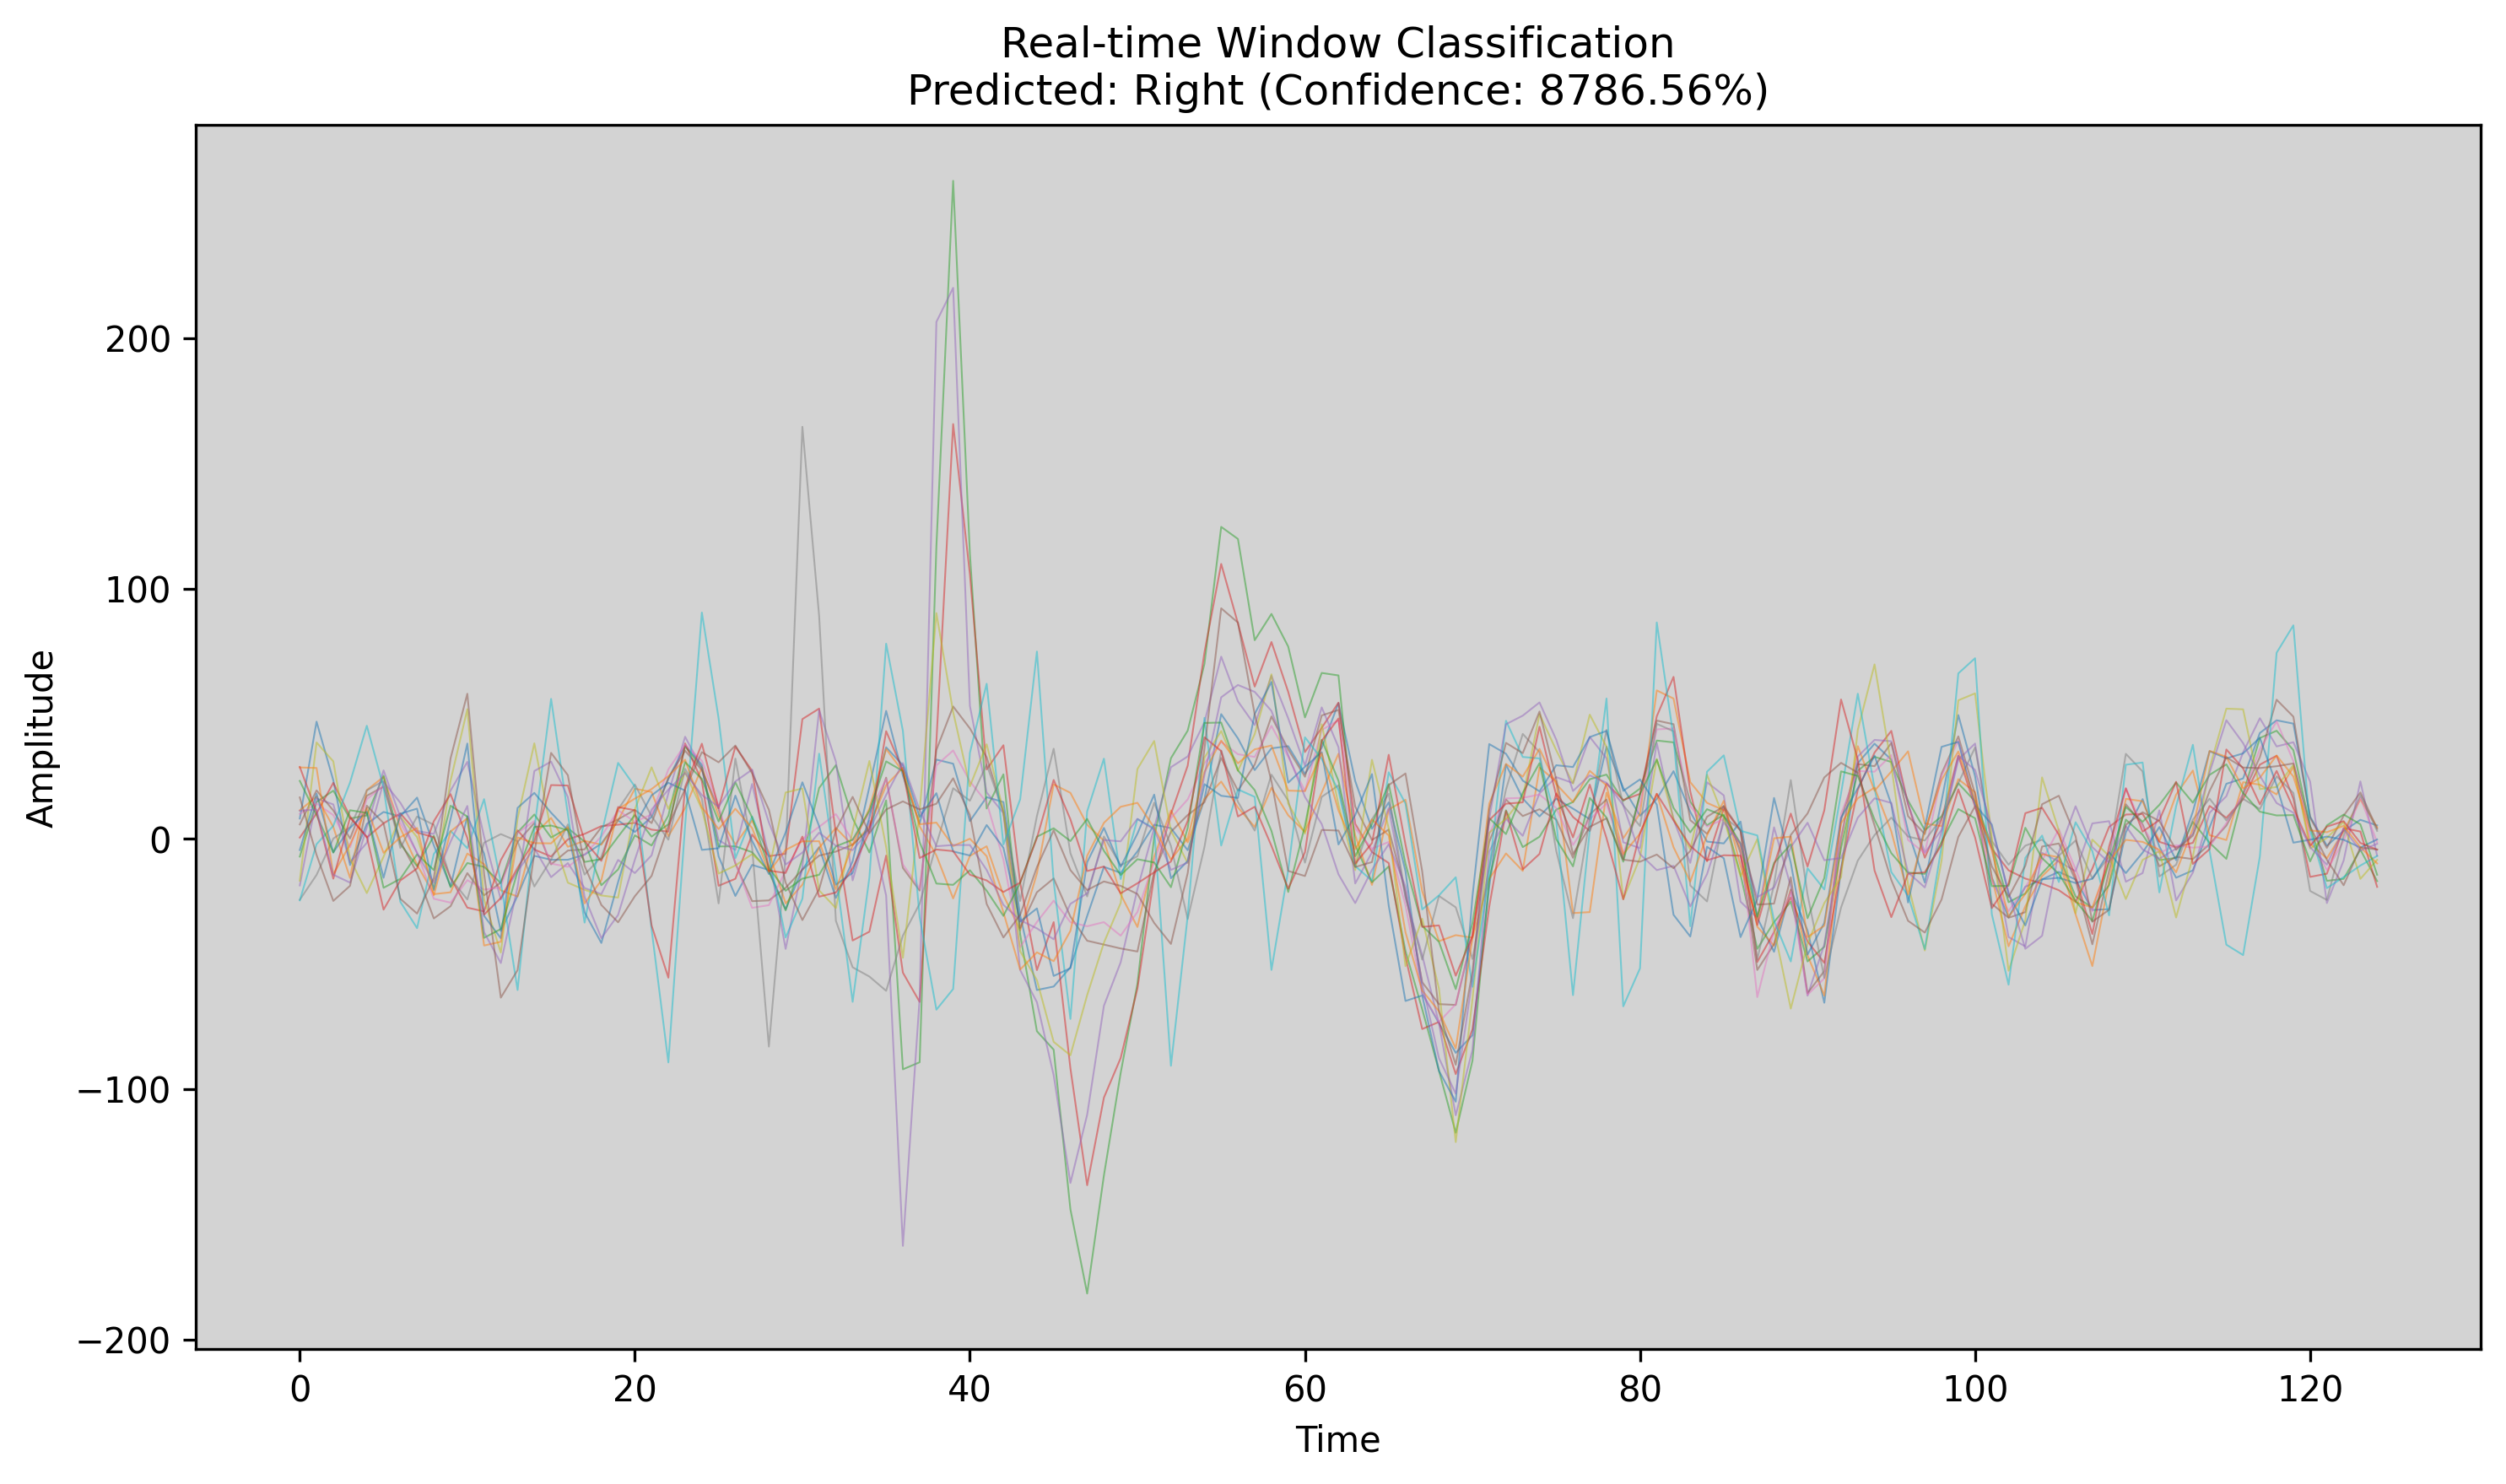 Real-time Window Classification
Predicted: Right (Confidence: 8786.56%)
Amplitude
200
100
0
−100
−200
0 20 40 60 80 100 120
Time